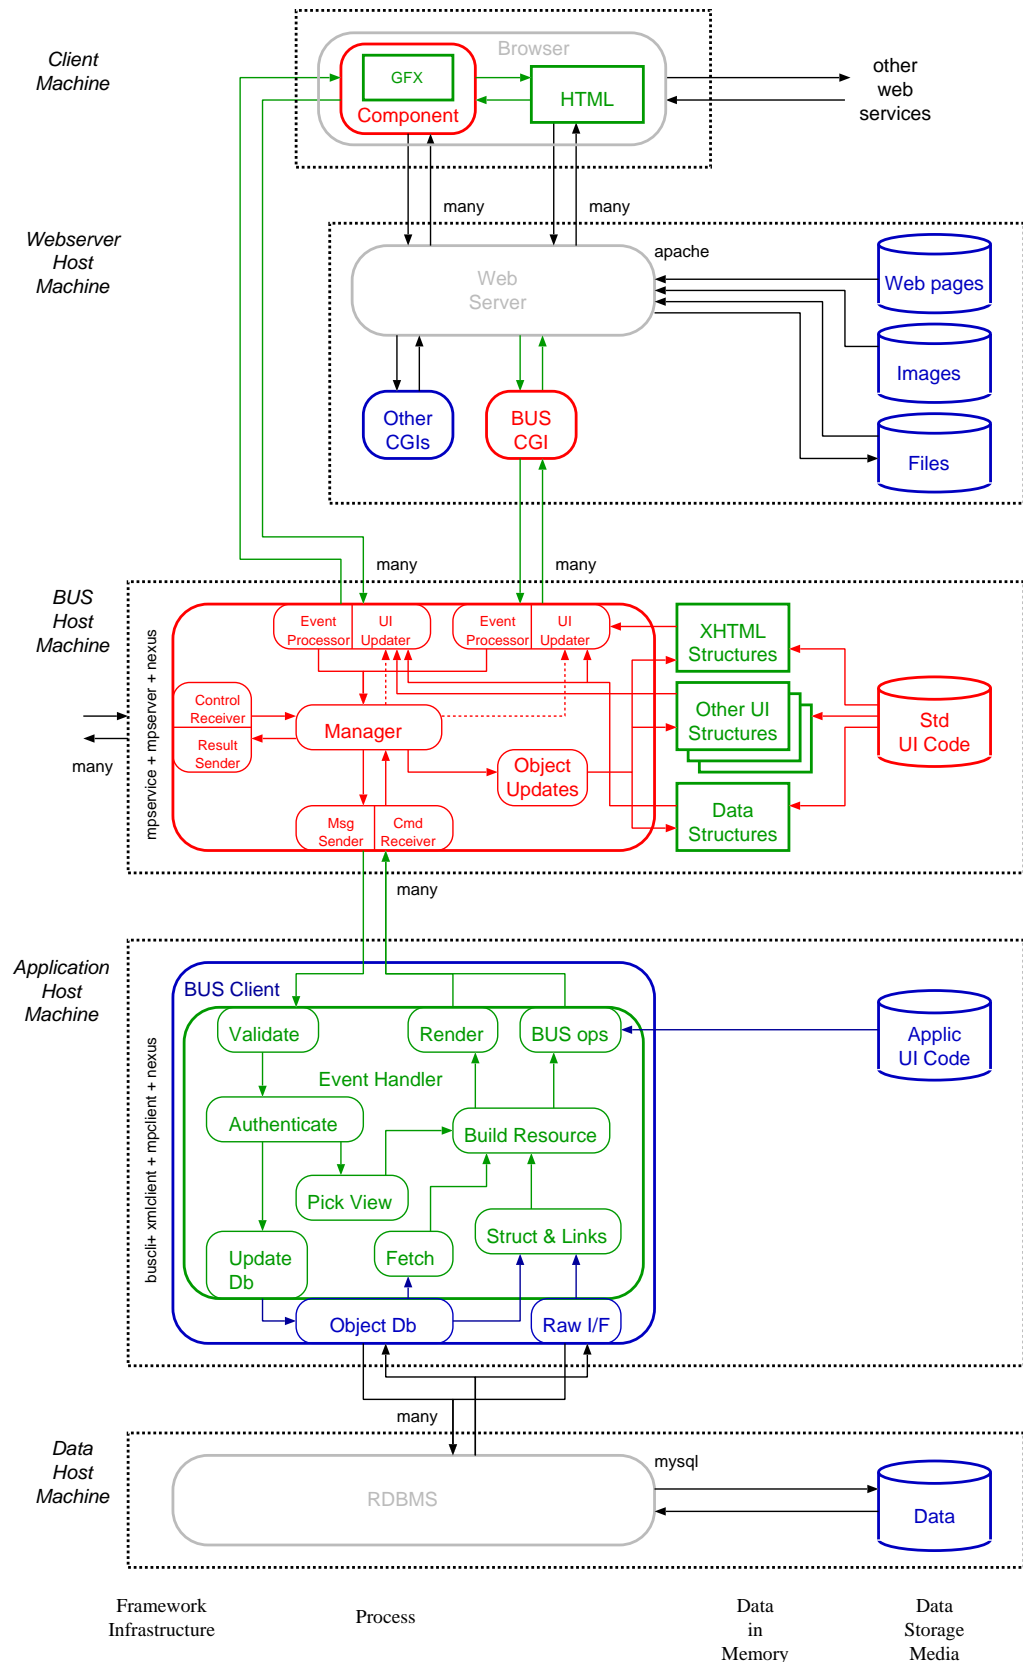 Client
Machine
Browser
GFX
HTML
Component
other
web
services
many
many
Webserver
Host
Machine
apache
Web
Server
Web pages
Images
Files
Other
CGIs
BUS
CGI
many
many
BUS
Host
Machine
mpservice + mpserver + nexus
Event
Processor
UI
Updater
Event
Processor
UI
Updater
XHTML
Structures
Control
Receiver
Result
Sender
Manager
Other UI
Structures
Std
UI Code
many
Object
Updates
Msg
Sender
Cmd
Receiver
Data
Structures
many
Application
Host
Machine
buscli+ xmlclient + mpclient + nexus
BUS Client
Validate
Render
BUS ops
Applic
UI Code
Event Handler
Authenticate
Build Resource
Pick View
Struct & Links
Update
Db
Fetch
Object Db
Raw I/F
many
Data
Host
Machine
mysql
RDBMS
Data
Framework
Infrastructure
Process
Data
in
Memory
Data
Storage
Media